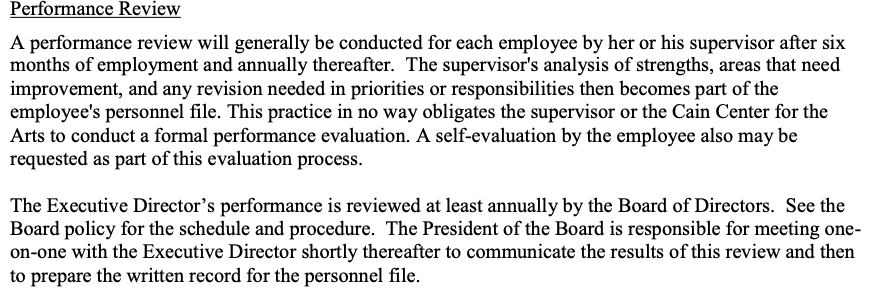 Performance Review
A performance review will generally be conducted for each employee by her or his supervisor after six
months of employment and annually thereafter.  The supervisor's analysis of strengths, areas that need
improvement, and any revision needed in priorities or responsibilities then becomes part of the
employee's personnel file. This practice in no way obligates the supervisor or the Cain Center for the
Arts to conduct a formal performance evaluation. A self-evaluation by the employee also may be
requested as part of this evaluation process.
The Executive Director’s performance is reviewed at least annually by the Board of Directors.  See the
Board policy for the schedule and procedure.  The President of the Board is responsible for meeting one-
on-one with the Executive Director shortly thereafter to communicate the results of this review and then
to prepare the written record for the personnel file.